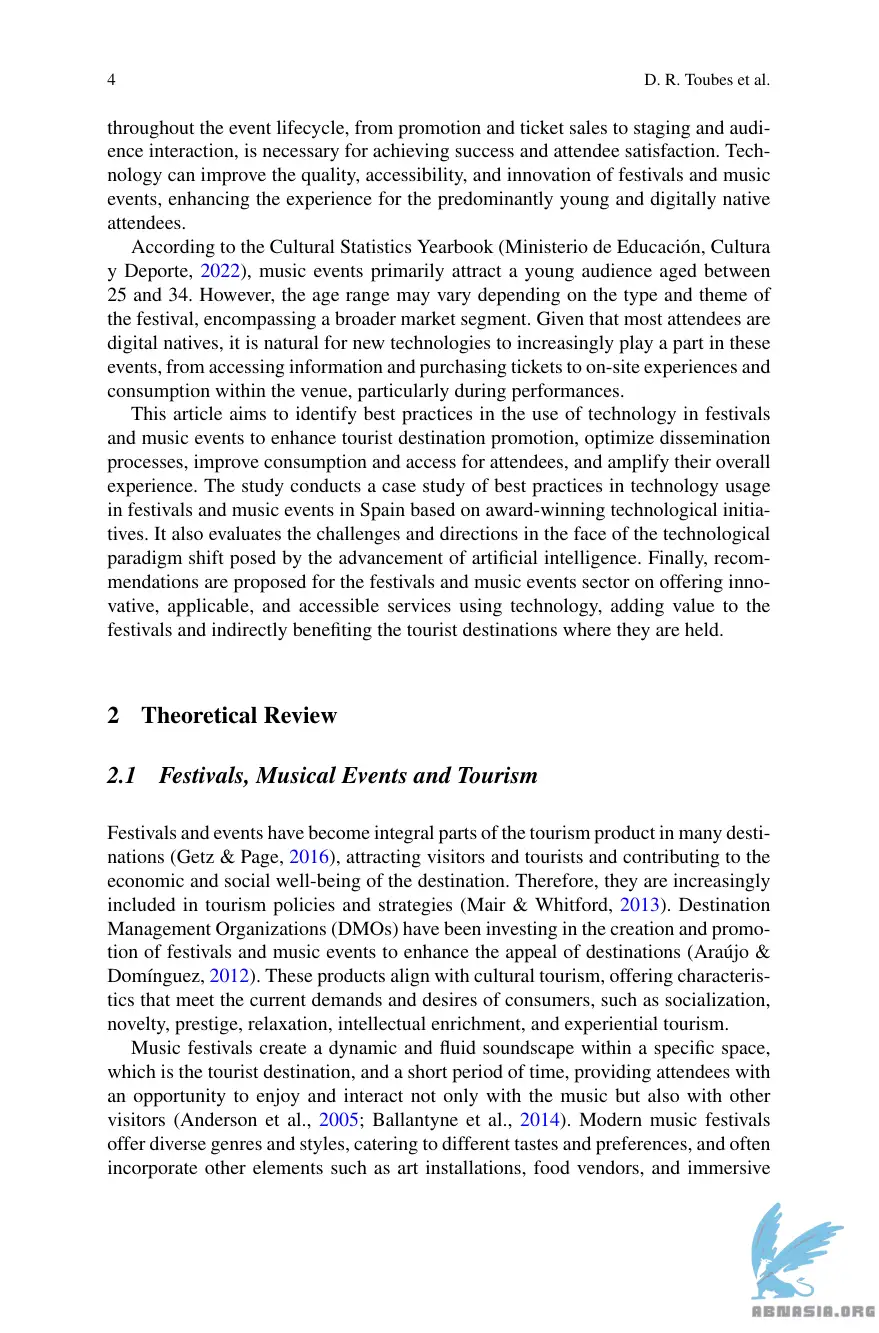 4 D. R. Toubes et al.
throughout the event lifecycle, from promotion and ticket sales to staging and audi-
ence interaction, is necessary for achieving success and attendee satisfaction. Tech-
nology can improve the quality, accessibility, and innovation of festivals and music
events, enhancing the experience for the predominantly young and digitally native
attendees.
According to the Cultural Statistics Yearbook (Ministerio de Educación, Cultura
y Deporte, 2022), music events primarily attract a young audience aged between
25 and 34. However, the age range may vary depending on the type and theme of
the festival, encompassing a broader market segment. Given that most attendees are
digital natives, it is natural for new technologies to increasingly play a part in these
events, from accessing information and purchasing tickets to on-site experiences and
consumption within the venue, particularly during performances.
This article aims to identify best practices in the use of technology in festivals
and music events to enhance tourist destination promotion, optimize dissemination
processes, improve consumption and access for attendees, and amplify their overall
experience. The study conducts a case study of best practices in technology usage
in festivals and music events in Spain based on award-winning technological initia-
tives. It also evaluates the challenges and directions in the face of the technological
paradigm shift posed by the advancement of artificial intelligence. Finally, recom-
mendations are proposed for the festivals and music events sector on offering inno-
vative, applicable, and accessible services using technology, adding value to the
festivals and indirectly benefiting the tourist destinations where they are held.
2 Theoretical Review
2.1 Festivals, Musical Events and Tourism
Festivals and events have become integral parts of the tourism product in many desti-
nations (Getz & Page, 2016), attracting visitors and tourists and contributing to the
economic and social well-being of the destination. Therefore, they are increasingly
included in tourism policies and strategies (Mair & Whitford, 2013). Destination
Management Organizations (DMOs) have been investing in the creation and promo-
tion of festivals and music events to enhance the appeal of destinations (Araújo &
Domínguez, 2012). These products align with cultural tourism, offering characteris-
tics that meet the current demands and desires of consumers, such as socialization,
novelty, prestige, relaxation, intellectual enrichment, and experiential tourism.
Music festivals create a dynamic and fluid soundscape within a specific space,
which is the tourist destination, and a short period of time, providing attendees with
an opportunity to enjoy and interact not only with the music but also with other
visitors (Anderson et al., 2005; Ballantyne et al., 2014). Modern music festivals
offer diverse genres and styles, catering to different tastes and preferences, and often
incorporate other elements such as art installations, food vendors, and immersive
ABNASIA.ORG